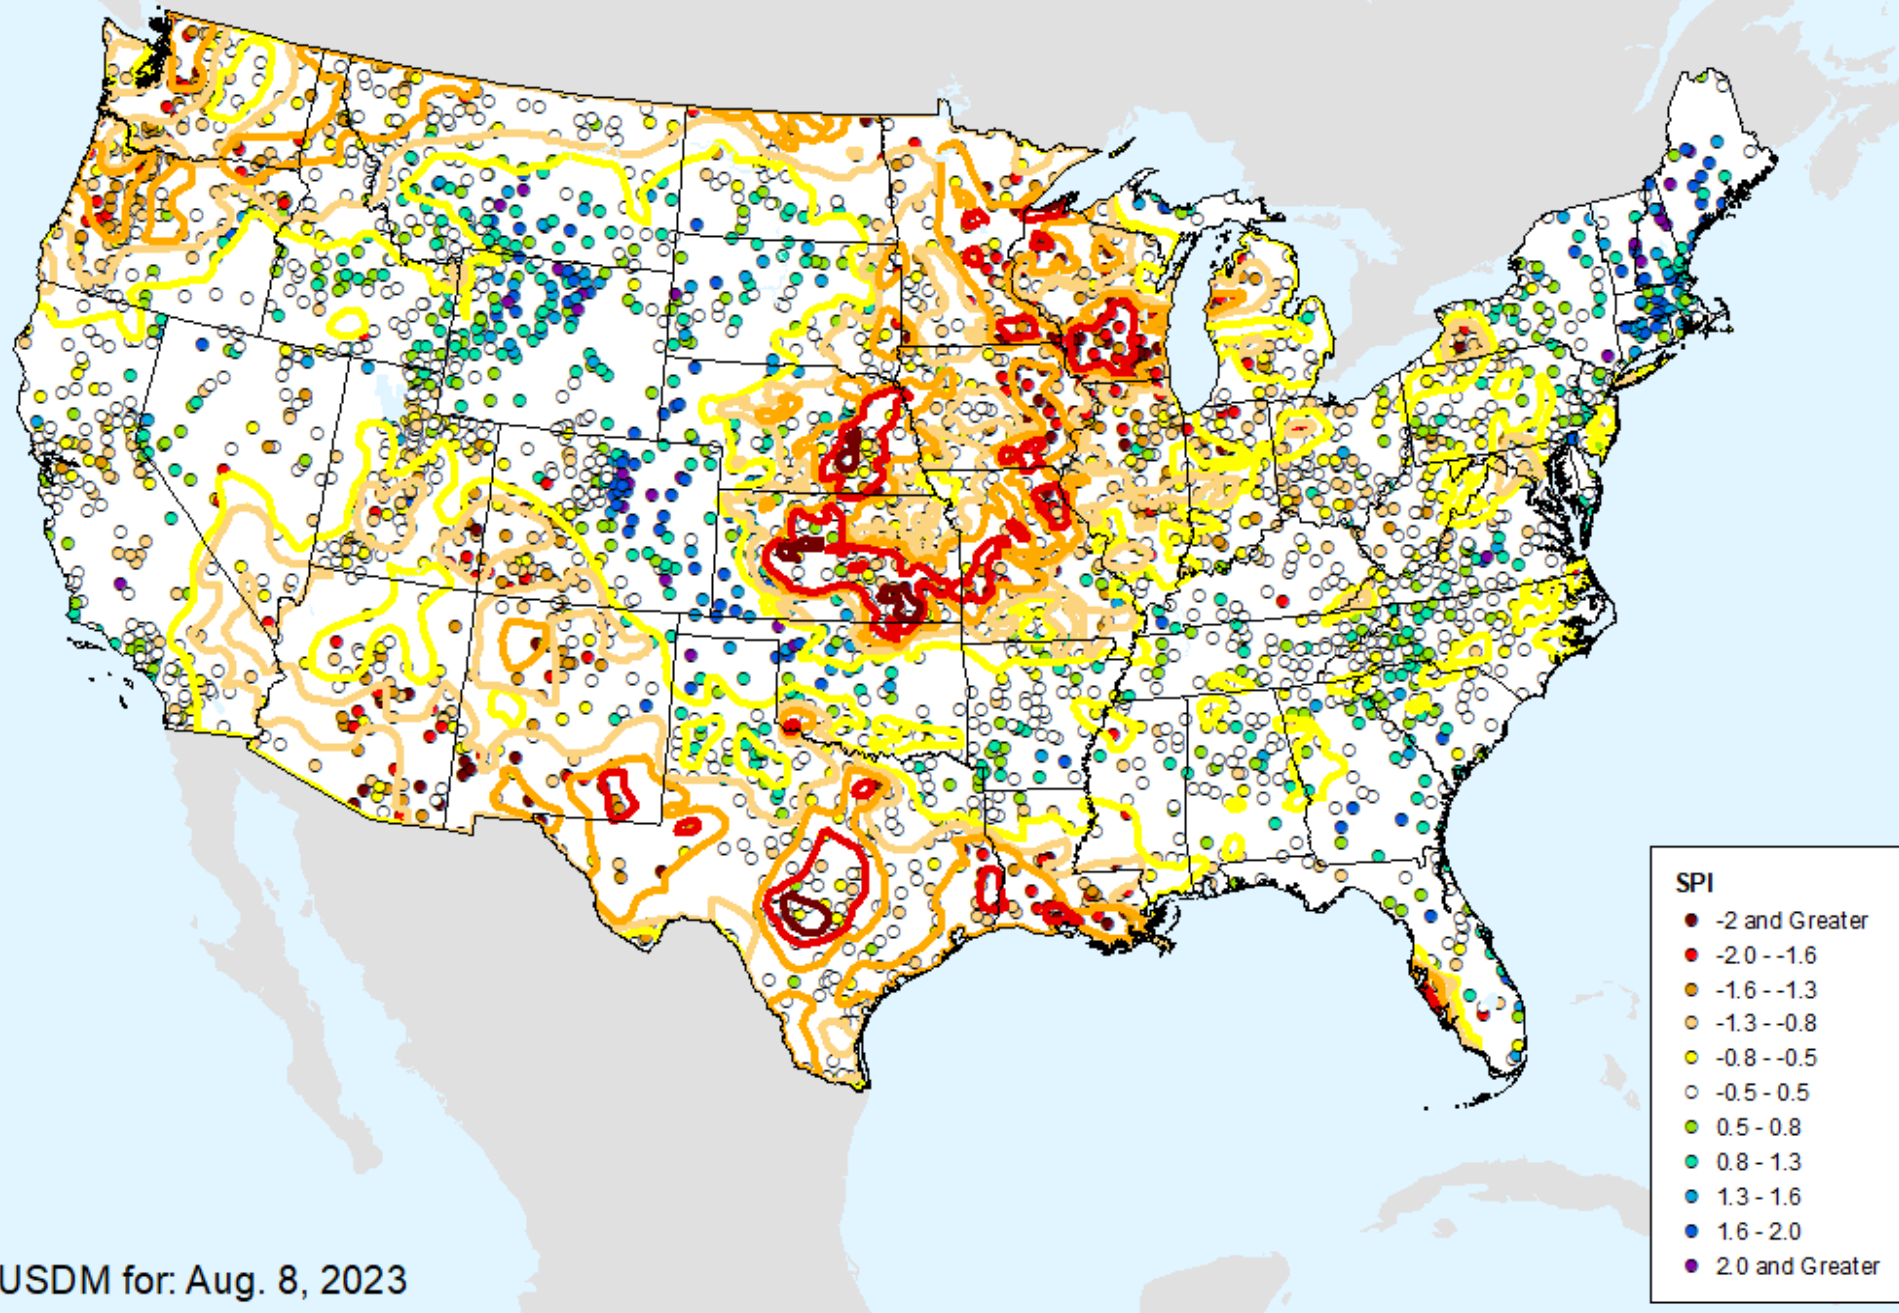 SPI
-2 and Greater
-2.0 - -1.6
-1.6 - -1.3
-1.3 - -0.8
-0.8 - -0.5
-0.5 - 0.5
0.5 - 0.8
0.8 - 1.3
1.3 - 1.6
1.6 - 2.0
2.0 and Greater
USDM for: Aug. 8, 2023